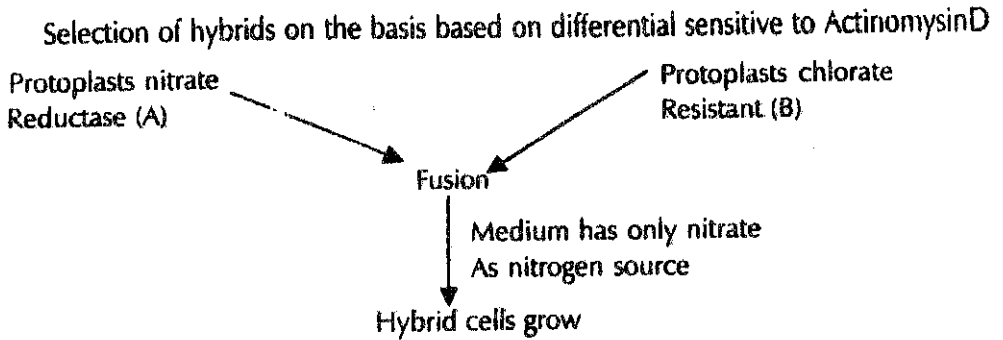 Selection of hybrids on the basis based on differential sensitive to ActinomysinD
Protoplasts nitrate
Reductase (A)
Protoplasts chlorate
Resistant (B)
Fusion
Medium has only nitrate
As nitrogen source
Hybrid cells grow